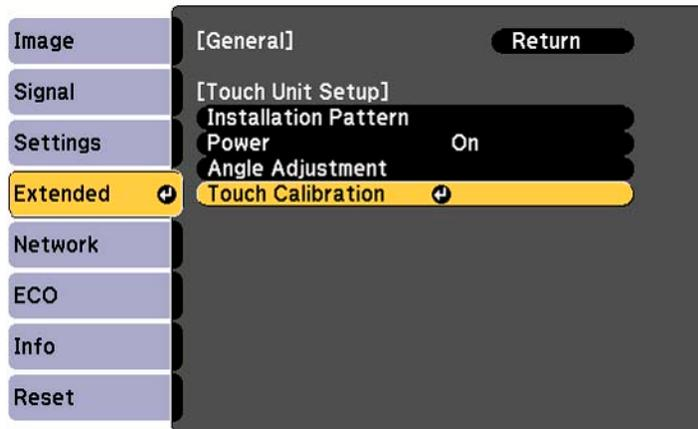 Image
Signal
Settings
Extended
Network
ECO
Info
Reset
[General] Return
[Touch Unit Setup]
Installation Pattern
Power On
Angle Adjustment
Touch Calibration